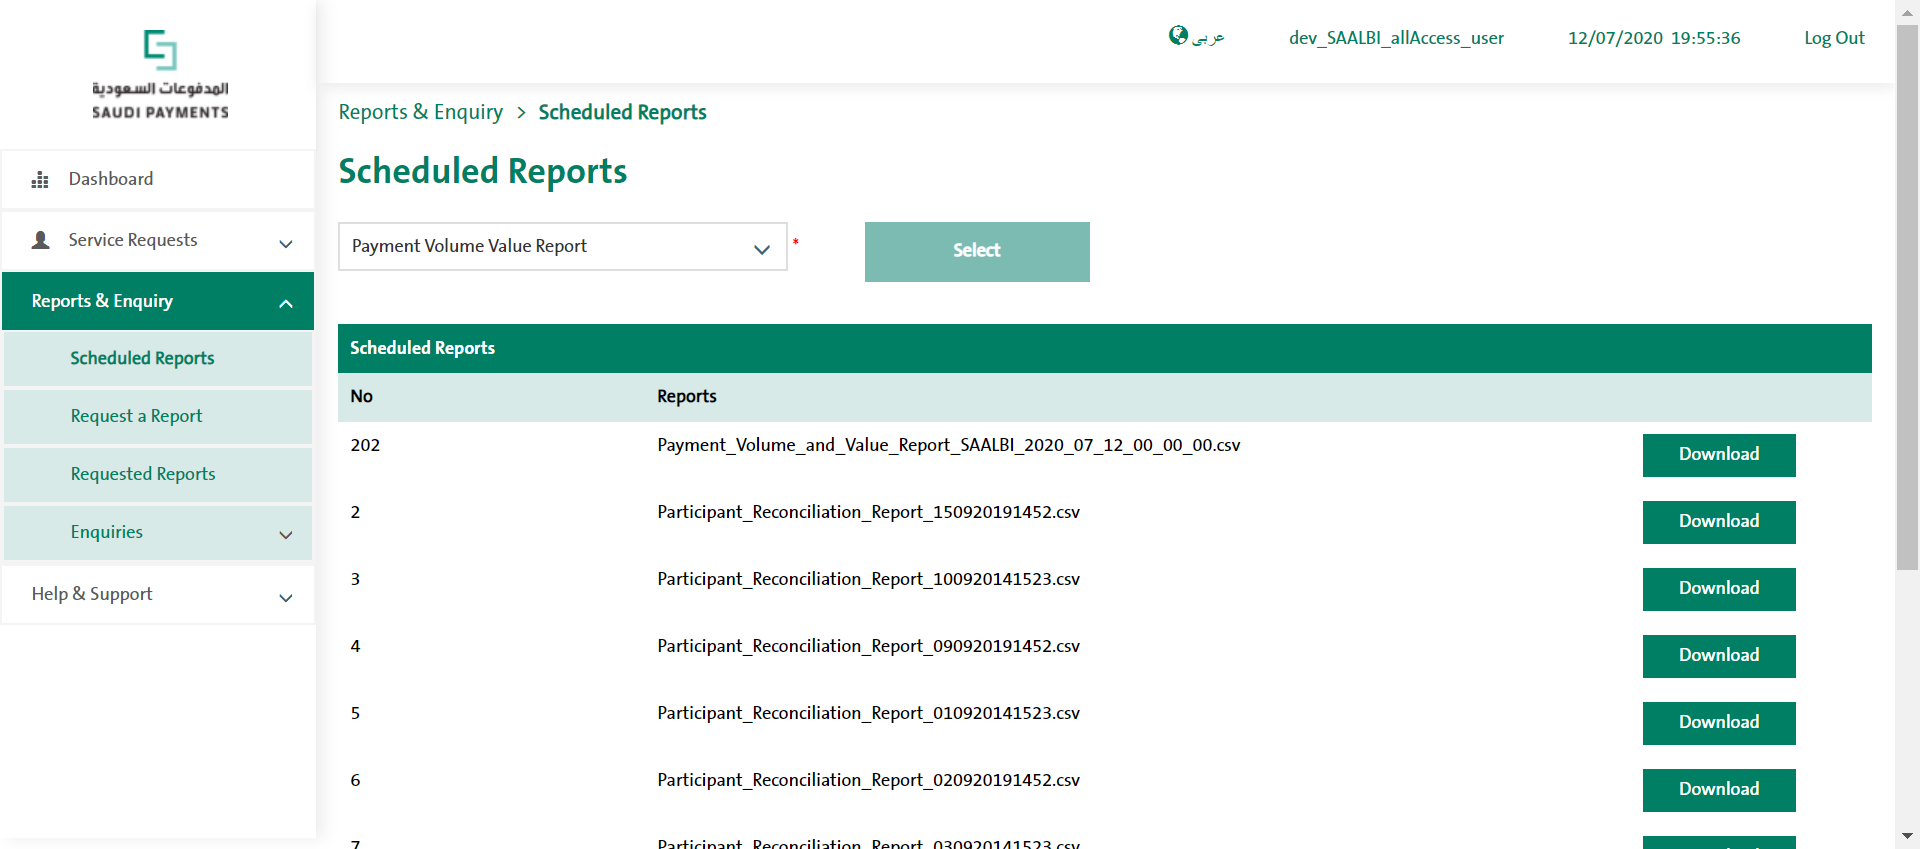 المدفوعات السعودية
SAUDI PAYMENTS
عربى
dev_SAALBI_allAccess_user
12/07/2020 19:55:36
Log Out
Dashboard
Service Requests
Reports & Enquiry
Scheduled Reports
Request a Report
Requested Reports
Enquiries
Help & Support
Reports & Enquiry > Scheduled Reports
Scheduled Reports
Payment Volume Value Report *
Select
Scheduled Reports
No Reports
202 Payment_Volume_and_Value_Report_SAALBI_2020_07_12_00_00_00.csv Download
2 Participant_Reconciliation_Report_150920191452.csv Download
3 Participant_Reconciliation_Report_100920141523.csv Download
4 Participant_Reconciliation_Report_090920191452.csv Download
5 Participant_Reconciliation_Report_010920141523.csv Download
6 Participant_Reconciliation_Report_020920191452.csv Download
7 Participant_Reconciliation_Report_030920141523.csv